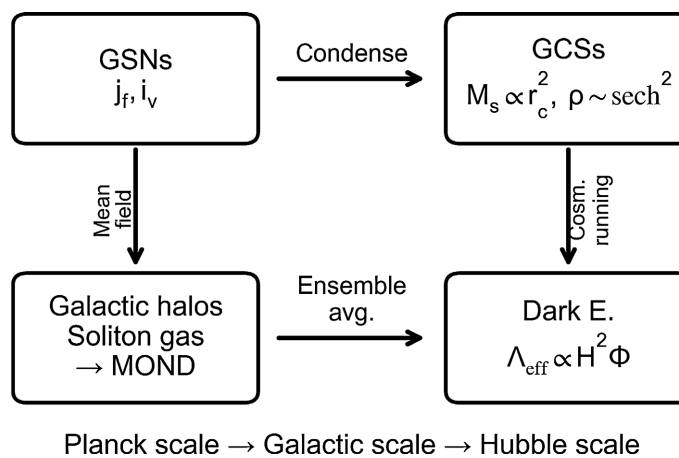 GSNs
j_f, i_v
Condense
GCSs
M_s ∝ r_c^2, ρ ~ sech^2
Mean
field
Cosm.
running
Galactic halos
Soliton gas
→ MOND
Ensemble
avg.
Dark E.
Λ_eff ∝ H^2Φ
Planck scale → Galactic scale → Hubble scale